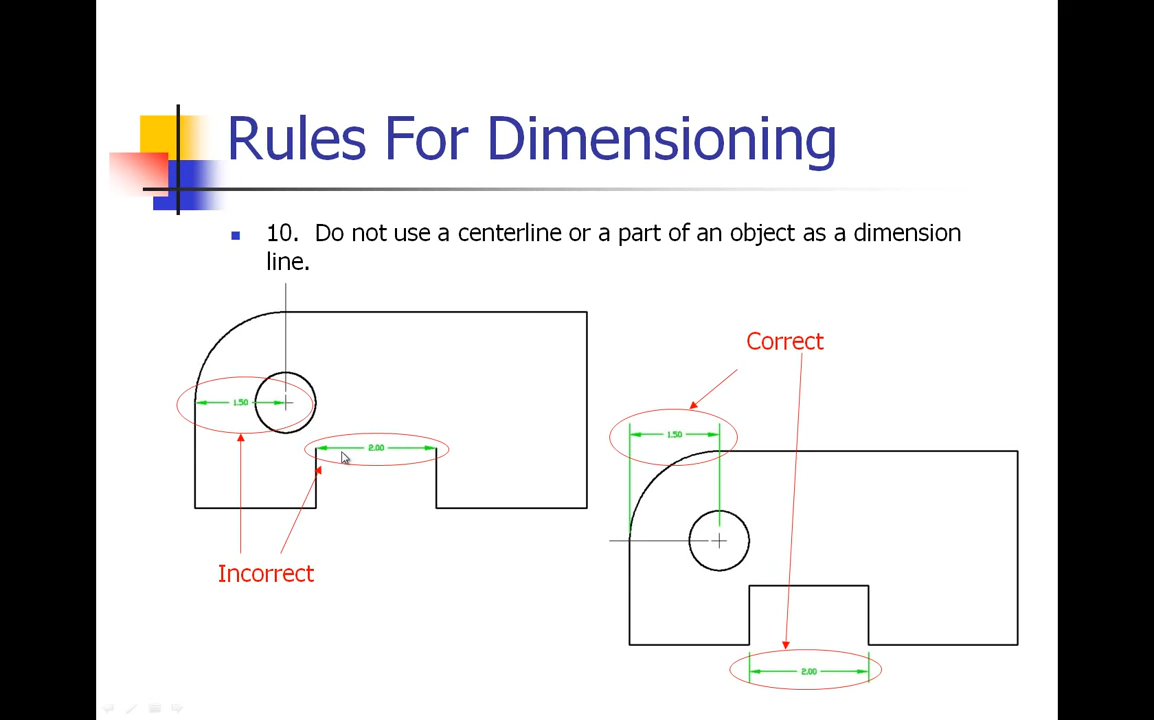 Rules For Dimensioning
10. Do not use a centerline or a part of an object as a dimension
line.
Correct
1.50
2.00
1.50
Incorrect
2.00